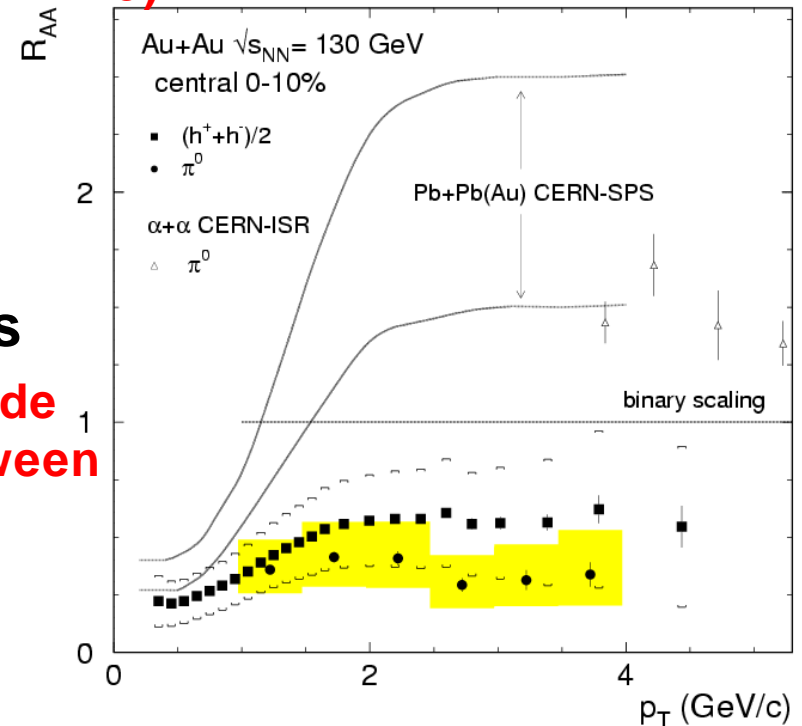 R_AA
Au+Au √s_NN= 130 GeV
central 0-10%
(h⁺+h⁻)/2
π⁰
α+α CERN-ISR
π⁰
Pb+Pb(Au) CERN-SPS
binary scaling
s
de
ween
2
1
0
0 2 4
p_T (GeV/c)